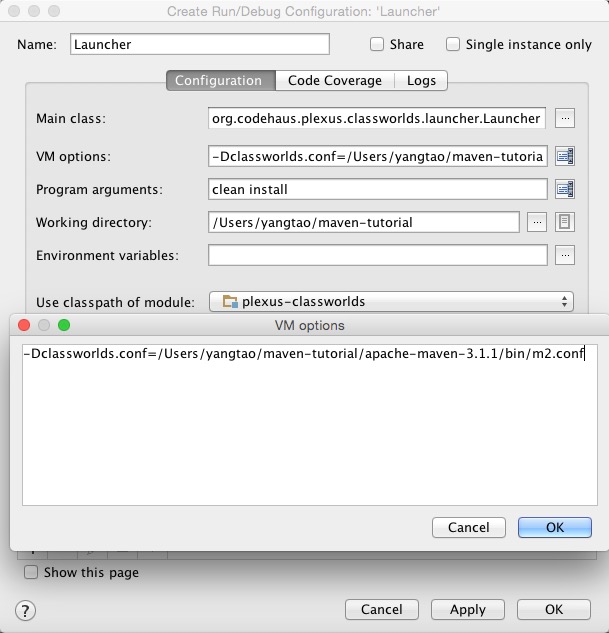 Create Run/Debug Configuration: 'Launcher'
Name: Launcher Share Single instance only
Configuration Code Coverage Logs
Main class: org.codehaus.plexus.classworlds.launcher.Launcher ...
VM options: -Dclassworlds.conf=/Users/yangtao/maven-tutoria
Program arguments: clean install
Working directory: /Users/yangtao/maven-tutorial ...
Environment variables: ...
Use classpath of module: plexus-classworlds
VM options
-Dclassworlds.conf=/Users/yangtao/maven-tutorial/apache-maven-3.1.1/bin/m2.conf
Cancel OK
Show this page
? Cancel Apply OK